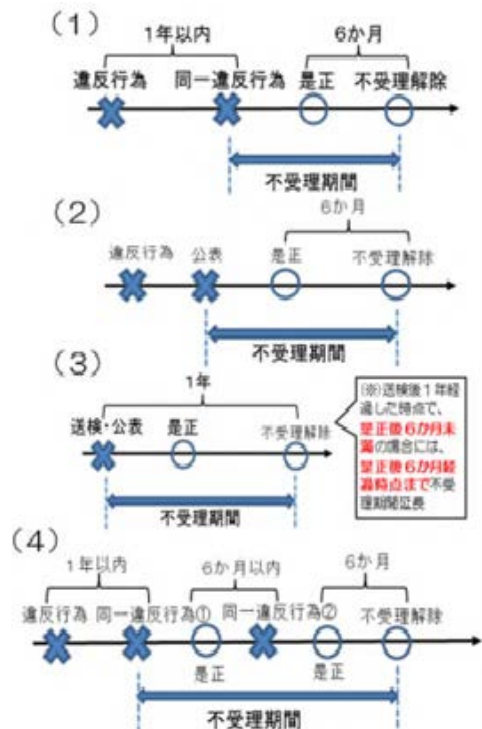 (1)
1年以内 6か月
違反行為 同一違反行為 是正 不受理解除
不受理期間
(2)
6か月
違反行為 公表 是正 不受理解除
不受理期間
(3)
1年
送検・公表 是正 不受理解除
不受理期間
(※)送検後1年経
過した時点で、
是正後6か月未
満の場合には、
是正後6か月経
過時点まで不受
理期間延長
(4)
1年以内 6か月以内 6か月
違反行為 同一違反行為① 同一違反行為② 不受理解除
是正 是正
不受理期間